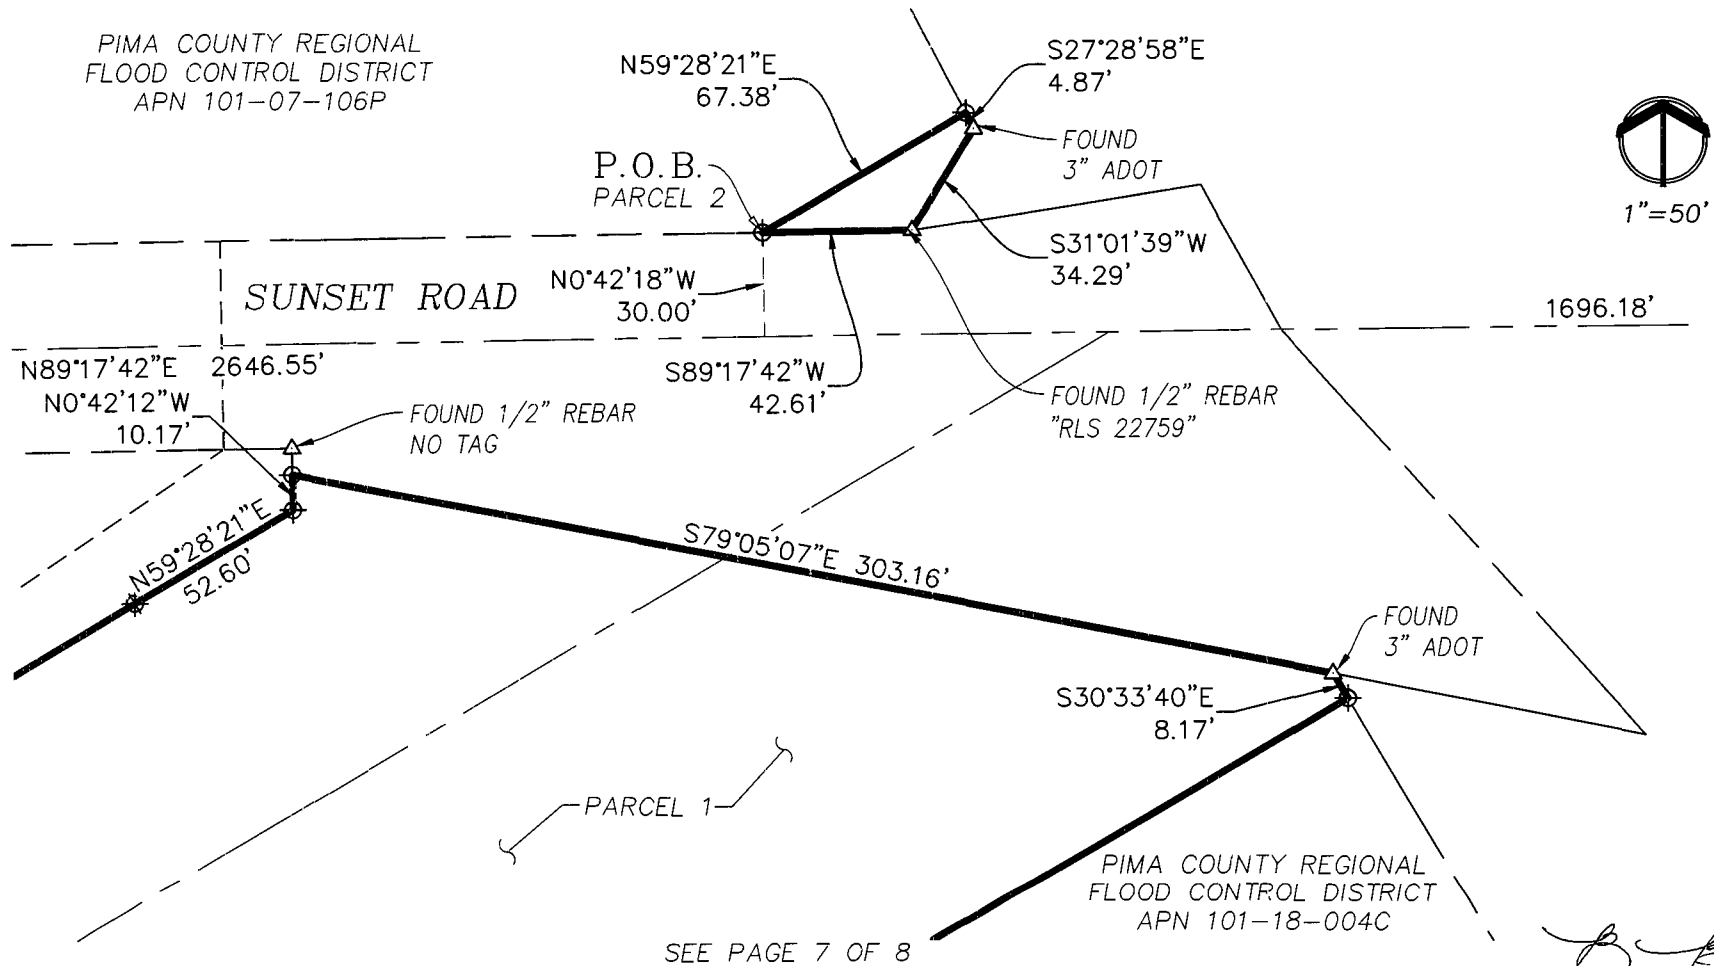 PIMA COUNTY REGIONAL
FLOOD CONTROL DISTRICT
APN 101-07-106P
N59°28'21"E
67.38'
S27°28'58"E
4.87'
FOUND
3" ADOT
P.O.B.
PARCEL 2
1"=50'
S31°01'39"W
34.29'
SUNSET ROAD
N0°42'18"W
30.00'
1696.18'
N89°17'42"E 2646.55'
S89°17'42"W
42.61'
N0°42'12"W
10.17'
FOUND 1/2" REBAR
NO TAG
FOUND 1/2" REBAR
"RLS 22759"
N59°28'21"E
52.60'
S79°05'07"E 303.16'
FOUND
3" ADOT
S30°33'40"E
8.17'
PARCEL 1
PIMA COUNTY REGIONAL
FLOOD CONTROL DISTRICT
APN 101-18-004C
SEE PAGE 7 OF 8